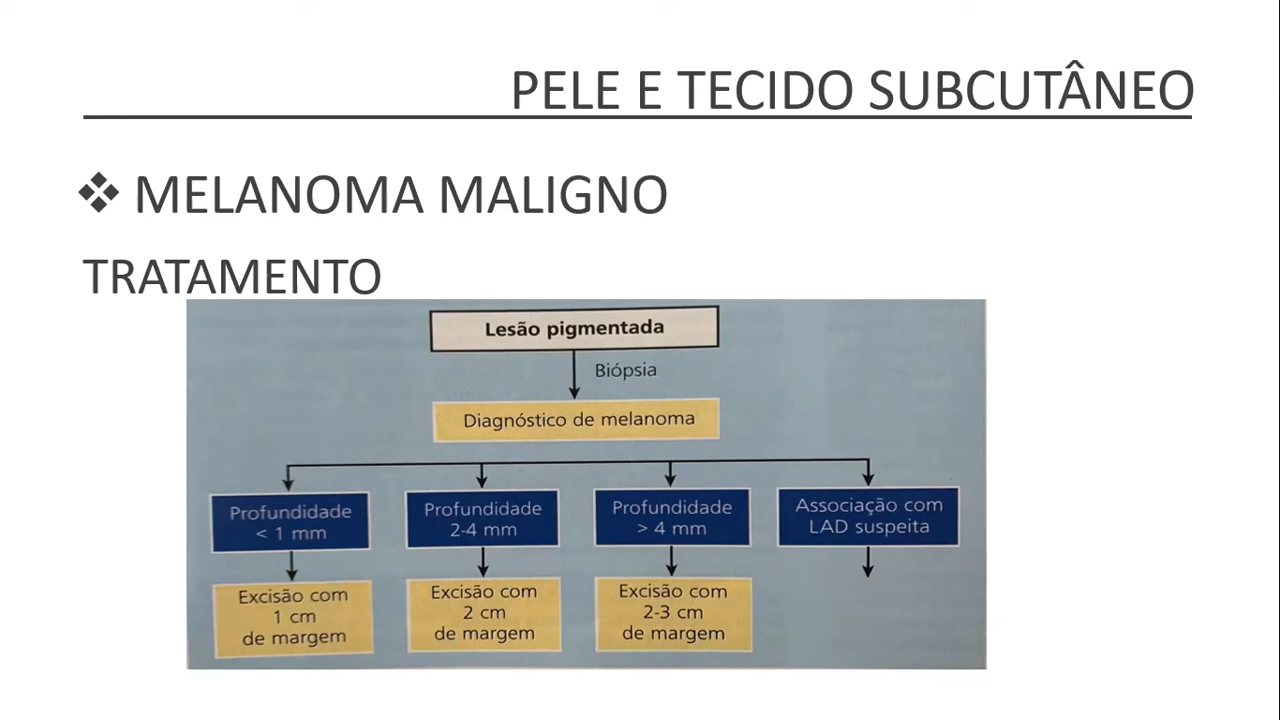 PELE E TECIDO SUBCUTÂNEO
❖ MELANOMA MALIGNO
TRATAMENTO
Lesão pigmentada
Biópsia
Diagnóstico de melanoma
Profundidade
< 1 mm
Profundidade
2-4 mm
Profundidade
> 4 mm
Associação com
LAD suspeita
Excisão com
1 cm
de margem
Excisão com
2 cm
de margem
Excisão com
2-3 cm
de margem